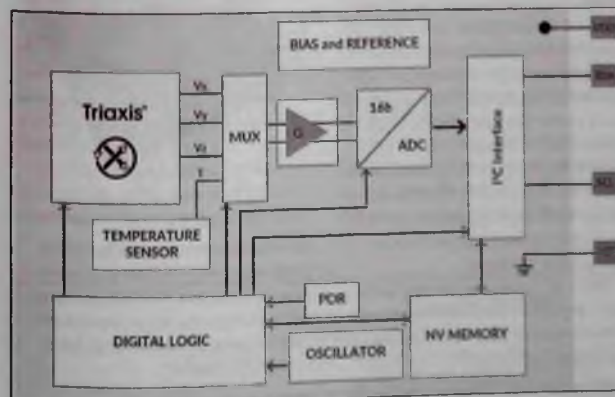 BIAS and REFERENCE
Triaxis®
Vx
Vy
Vz
T
MUX
G
16b
ADC
I²C Interface
TEMPERATURE
SENSOR
DIGITAL LOGIC
POR
OSCILLATOR
NV MEMORY